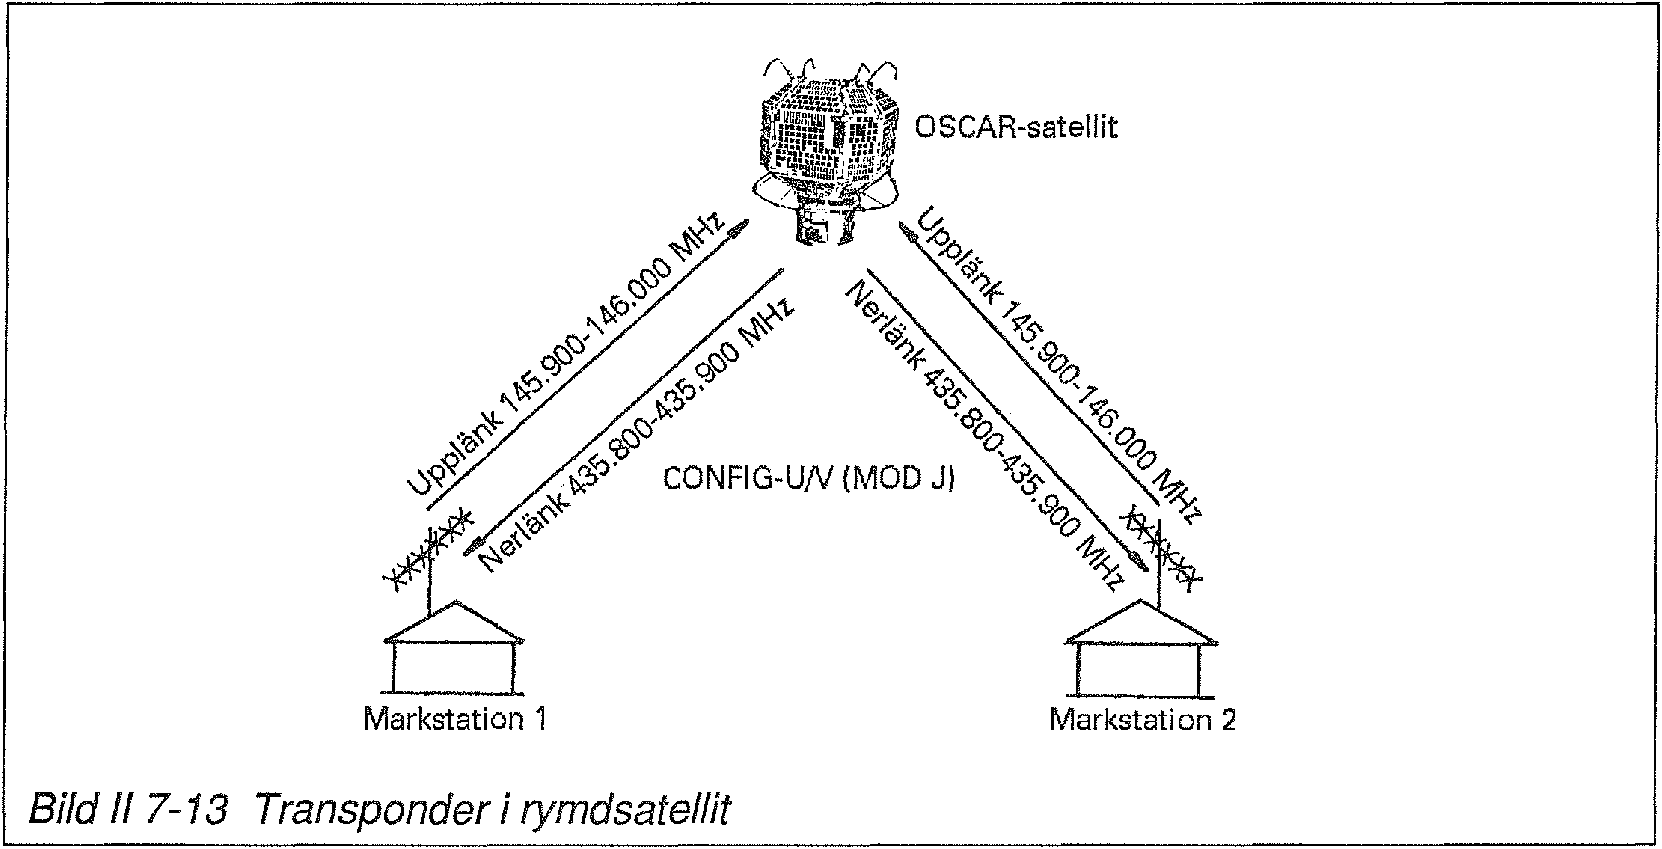 OSCAR-satellit
Upplänk 145.900-146.000 MHz
Nerlänk 435.800-435.900 MHz
Nerlänk 435.800-435.900 MHz
Upplänk 145.900-146.000 MHz
CONFIG-U/V (MOD J)
Markstation 1
Markstation 2
Bild II 7-13 Transponder i rymdsatellit